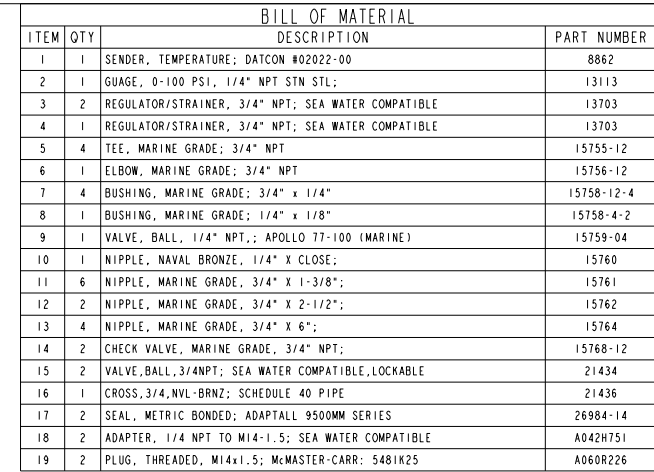 BILL OF MATERIAL
ITEM QTY DESCRIPTION PART NUMBER
1 1 SENDER, TEMPERATURE; DATCON #02022-00 8862
2 1 GUAGE, 0-100 PSI, 1/4" NPT STN STL; 13113
3 2 REGULATOR/STRAINER, 3/4" NPT; SEA WATER COMPATIBLE 13703
4 1 REGULATOR/STRAINER, 3/4" NPT; SEA WATER COMPATIBLE 13703
5 4 TEE, MARINE GRADE; 3/4" NPT 15755-12
6 1 ELBOW, MARINE GRADE; 3/4" NPT 15756-12
7 4 BUSHING, MARINE GRADE; 3/4" x 1/4" 15758-12-4
8 1 BUSHING, MARINE GRADE; 1/4" x 1/8" 15758-4-2
9 1 VALVE, BALL, 1/4" NPT,; APOLLO 77-100 (MARINE) 15759-04
10 1 NIPPLE, NAVAL BRONZE, 1/4" X CLOSE; 15760
11 6 NIPPLE, MARINE GRADE, 3/4" X 1-3/8"; 15761
12 2 NIPPLE, MARINE GRADE, 3/4" X 2-1/2"; 15762
13 4 NIPPLE, MARINE GRADE, 3/4" X 6"; 15764
14 2 CHECK VALVE, MARINE GRADE, 3/4" NPT; 15768-12
15 2 VALVE,BALL,3/4NPT; SEA WATER COMPATIBLE,LOCKABLE 21434
16 1 CROSS,3/4,NVL-BRNZ; SCHEDULE 40 PIPE 21436
17 2 SEAL, METRIC BONDED; ADAPTALL 9500MM SERIES 26984-14
18 2 ADAPTER, 1/4 NPT TO M14-1.5; SEA WATER COMPATIBLE A042H751
19 2 PLUG, THREADED, M14x1.5; McMASTER-CARR: 5481K25 A060R226